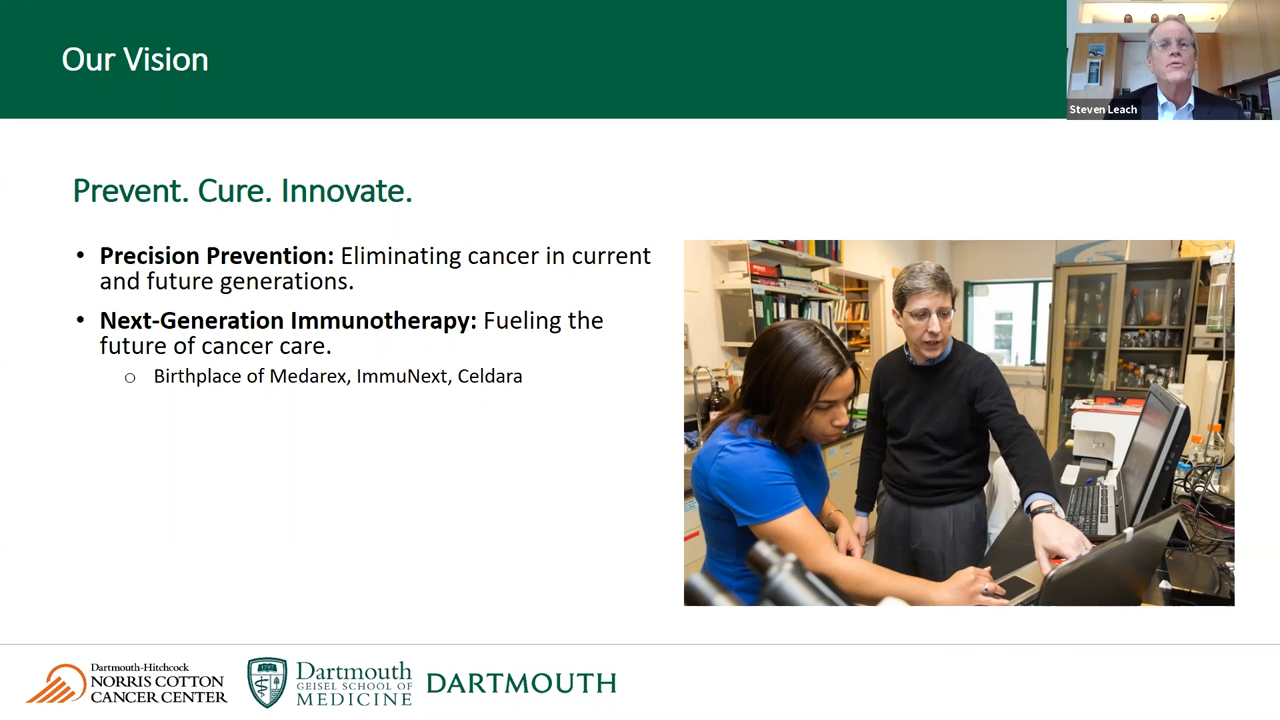 Our Vision
Steven Leach
Prevent. Cure. Innovate.
• Precision Prevention: Eliminating cancer in current
and future generations.
• Next-Generation Immunotherapy: Fueling the
future of cancer care.
o Birthplace of Medarex, ImmuNext, Celdara
Dartmouth-Hitchcock
NORRIS COTTON
CANCER CENTER
Dartmouth
GEISEL SCHOOL OF
MEDICINE
DARTMOUTH